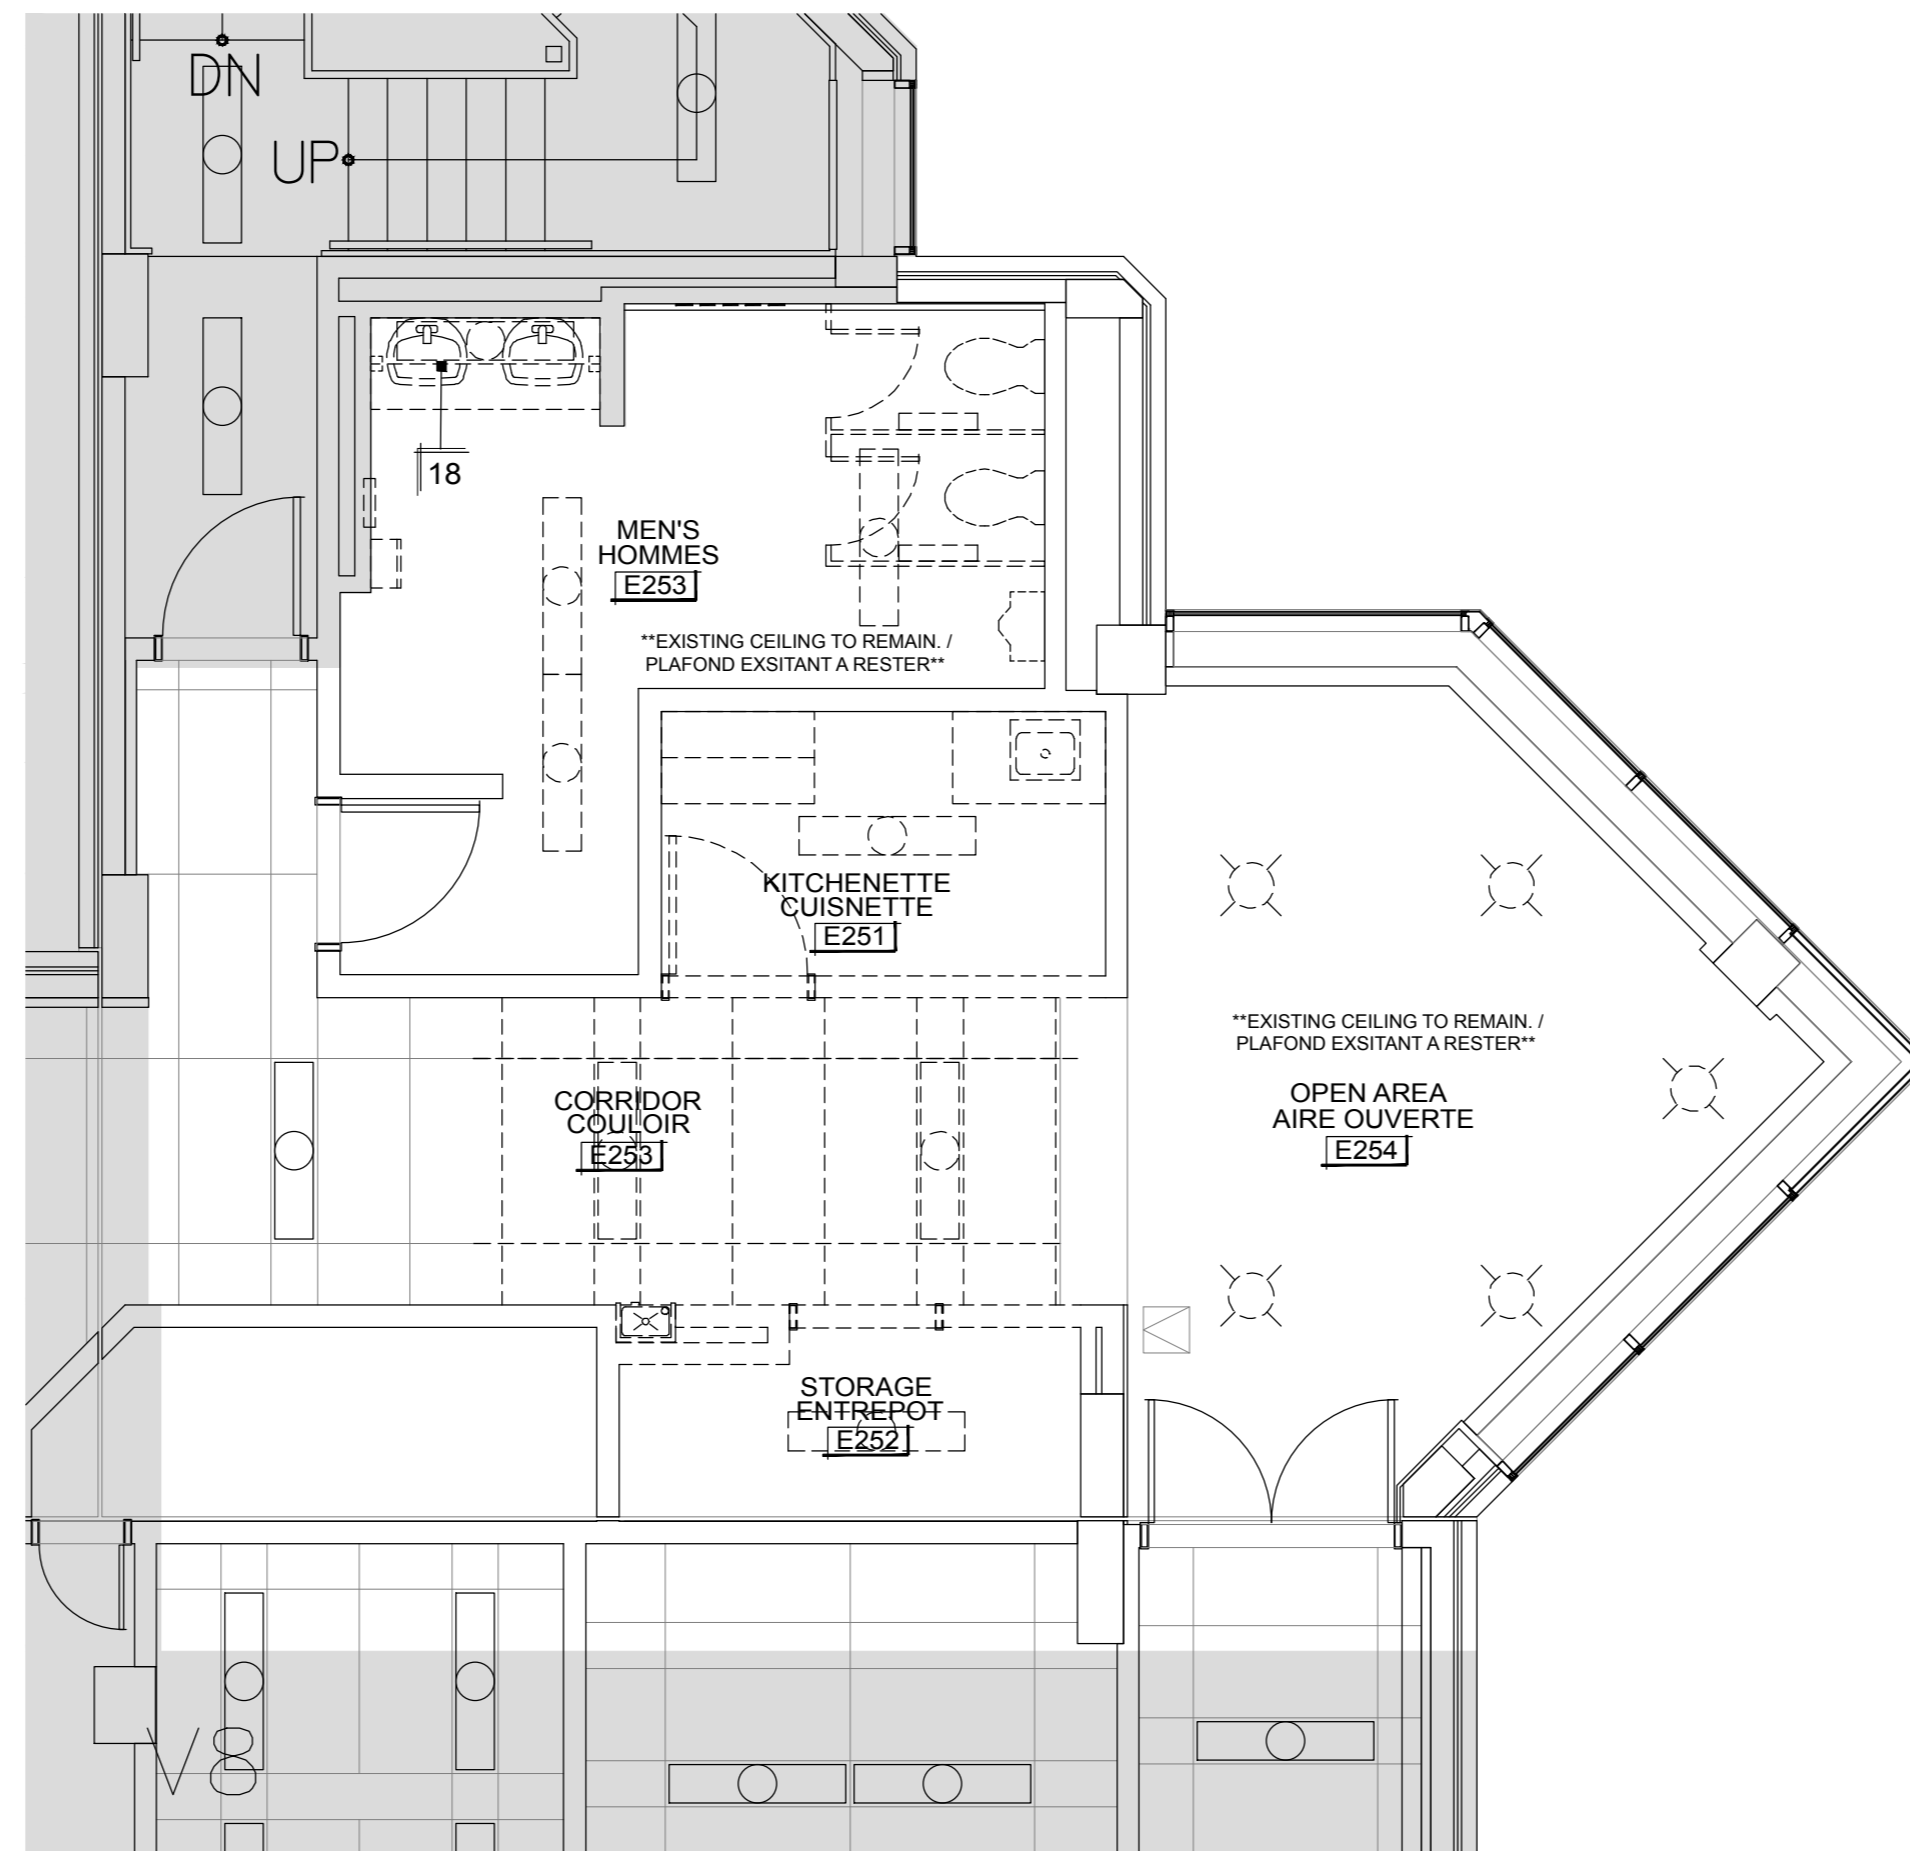 DN
UP
18
MEN'S
HOMMES
E253
**EXISTING CEILING TO REMAIN. /
PLAFOND EXSITANT A RESTER**
KITCHENETTE
CUISNETTE
E251
**EXISTING CEILING TO REMAIN. /
PLAFOND EXSITANT A RESTER**
CORRIDOR
COULOIR
E253
OPEN AREA
AIRE OUVERTE
E254
STORAGE
ENTREPOT
E252
V8